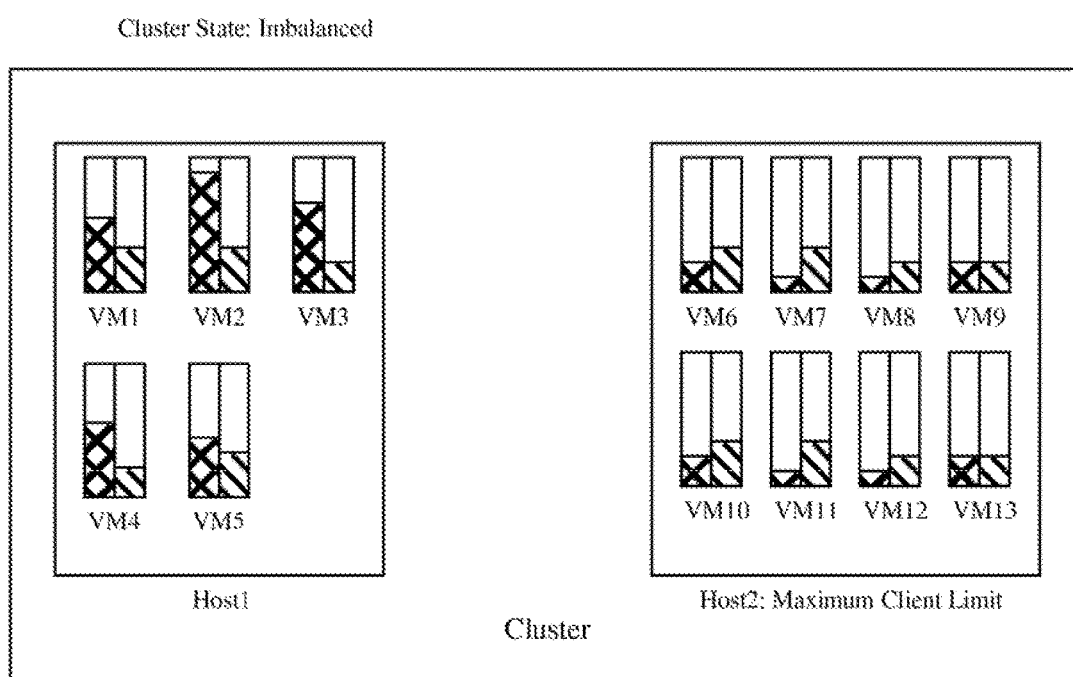 Cluster State: Imbalanced
VM1 VM2 VM3
VM4 VM5
Host1
VM6 VM7 VM8 VM9
VM10 VM11 VM12 VM13
Host2: Maximum Client Limit
Cluster